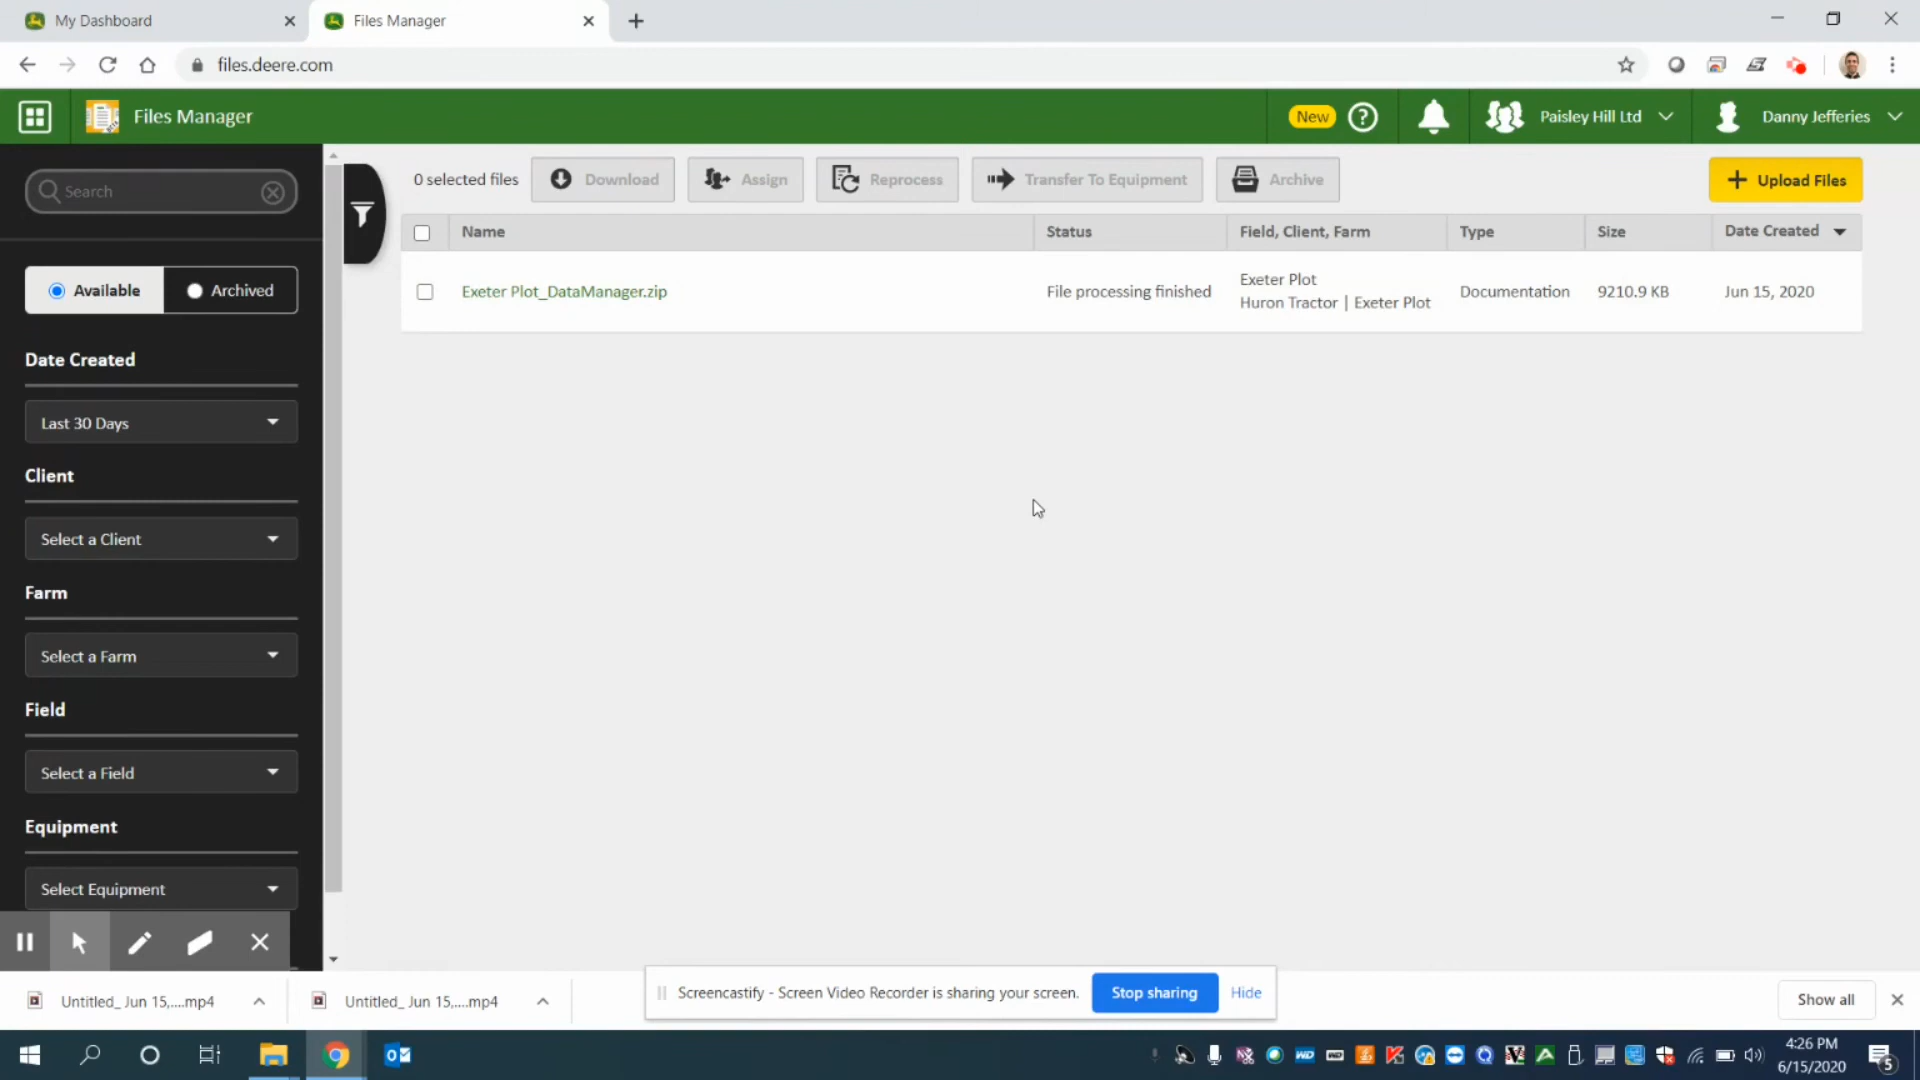 My Dashboard
Files Manager
files.deere.com
Files Manager
New
Paisley Hill Ltd
Danny Jefferies
Search
0 selected files
Download
Assign
Reprocess
Transfer To Equipment
Archive
Upload Files
Name
Status
Field, Client, Farm
Type
Size
Date Created
Exeter Plot_DataManager.zip
File processing finished
Exeter Plot
Huron Tractor | Exeter Plot
Documentation
9210.9 KB
Jun 15, 2020
Available
Archived
Date Created
Last 30 Days
Client
Select a Client
Farm
Select a Farm
Field
Select a Field
Equipment
Select Equipment
Untitled_ Jun 15,....mp4
Untitled_ Jun 15,....mp4
Screencastify - Screen Video Recorder is sharing your screen.
Stop sharing
Hide
Show all
4:26 PM
6/15/2020
5